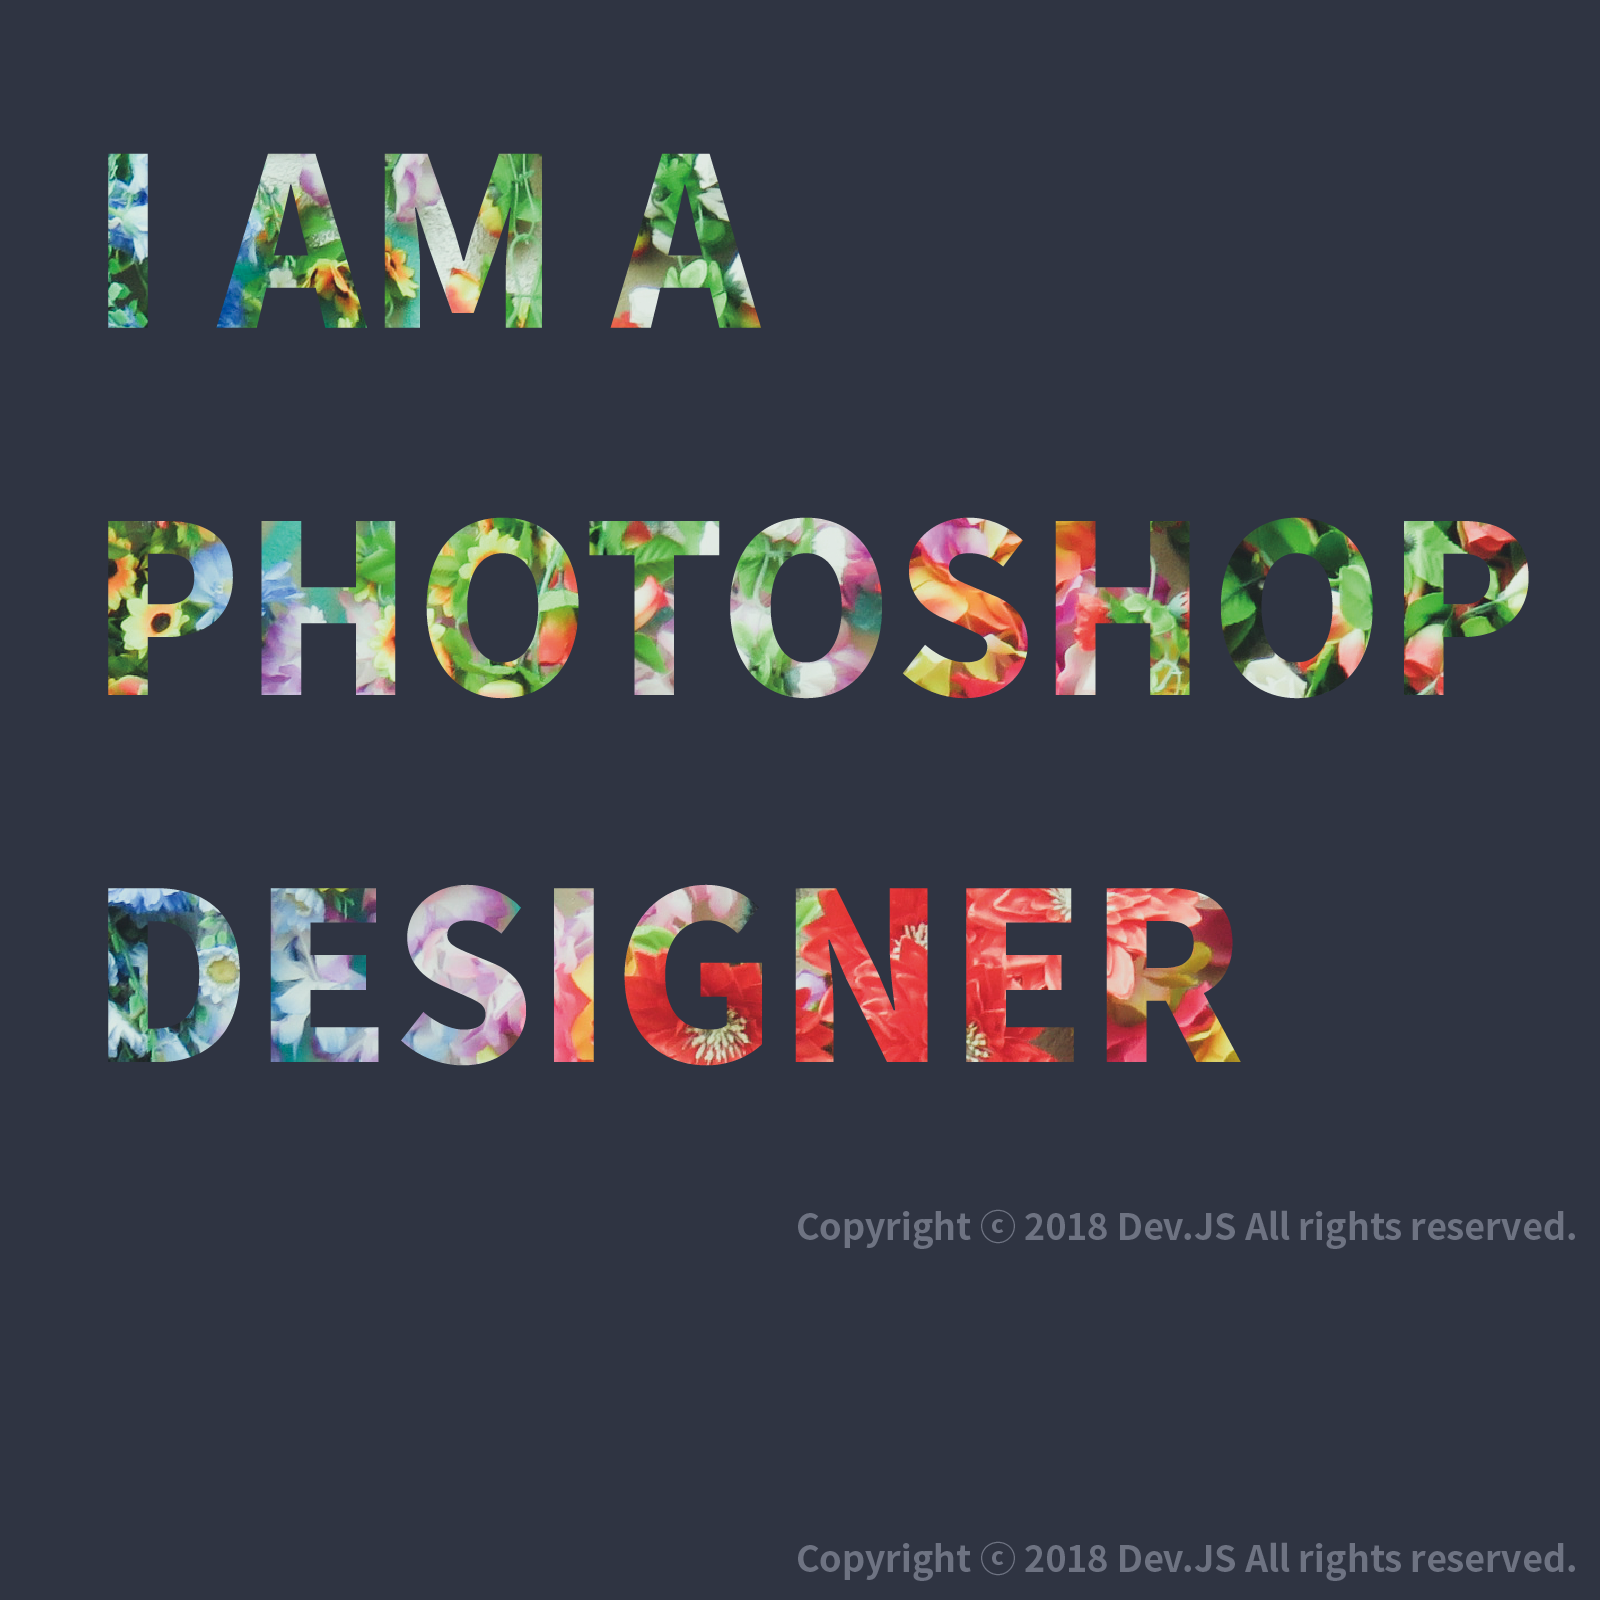 I AM A
PHOTOSHOP
DESIGNER
Copyright ⓒ 2018 Dev.JS All rights reserved.
Copyright ⓒ 2018 Dev.JS All rights reserved.